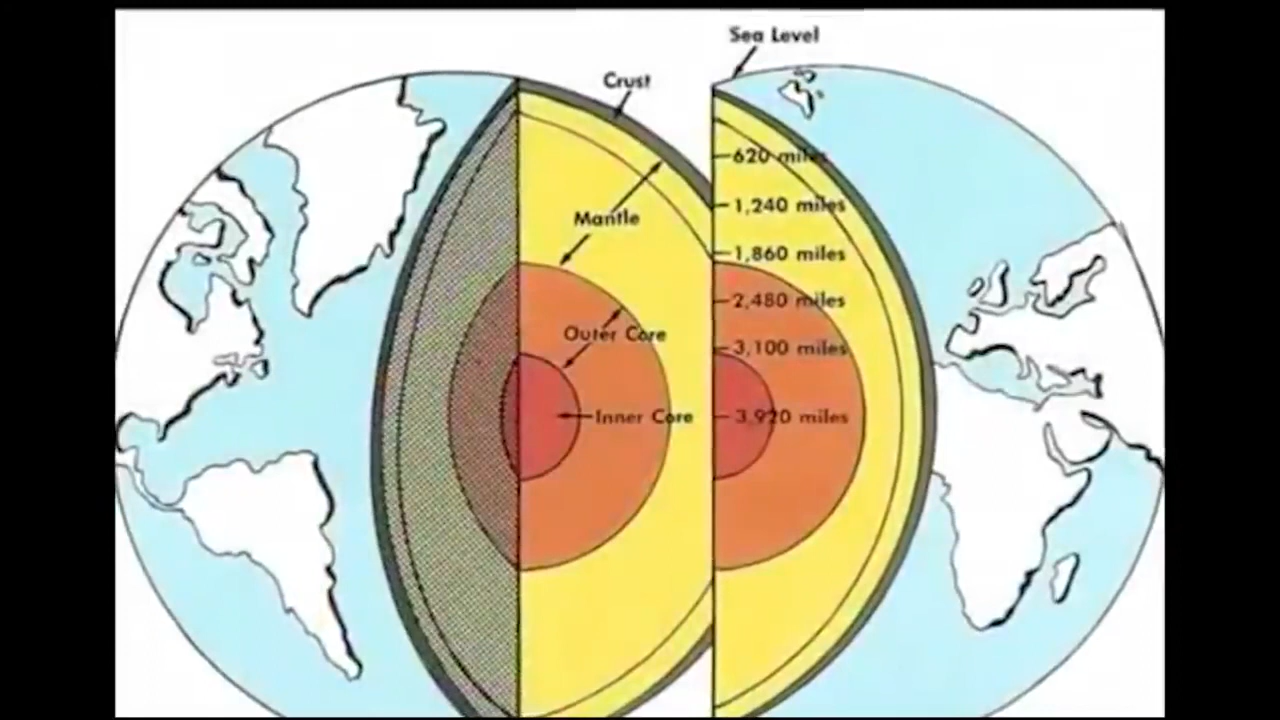 Sea Level
Crust
620 miles
1,240 miles
Mantle
1,860 miles
2,480 miles
Outer Core
3,100 miles
Inner Core
3,920 miles